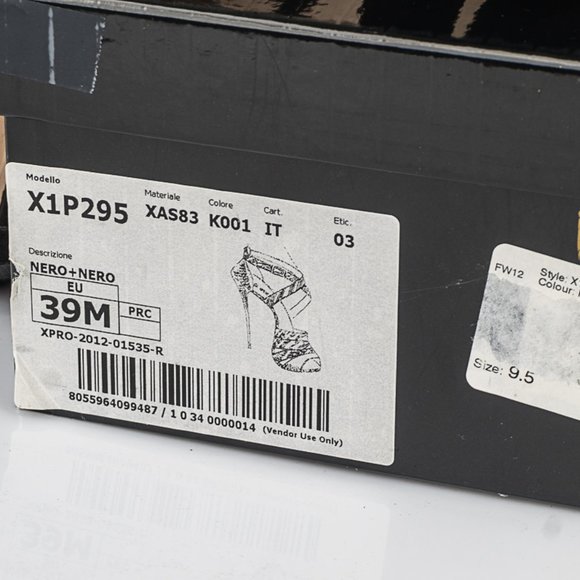 Modello Materiale Colore Cart. Etic.
X1P295 XAS83 K001 IT 03
Descrizione
NERO+NERO
EU
39M PRC
XPRO-2012-01535-R
8055964099487 / 1 0 34 0000014 (Vendor Use Only)
FW12 Style: X
Colour:
Size: 9.5